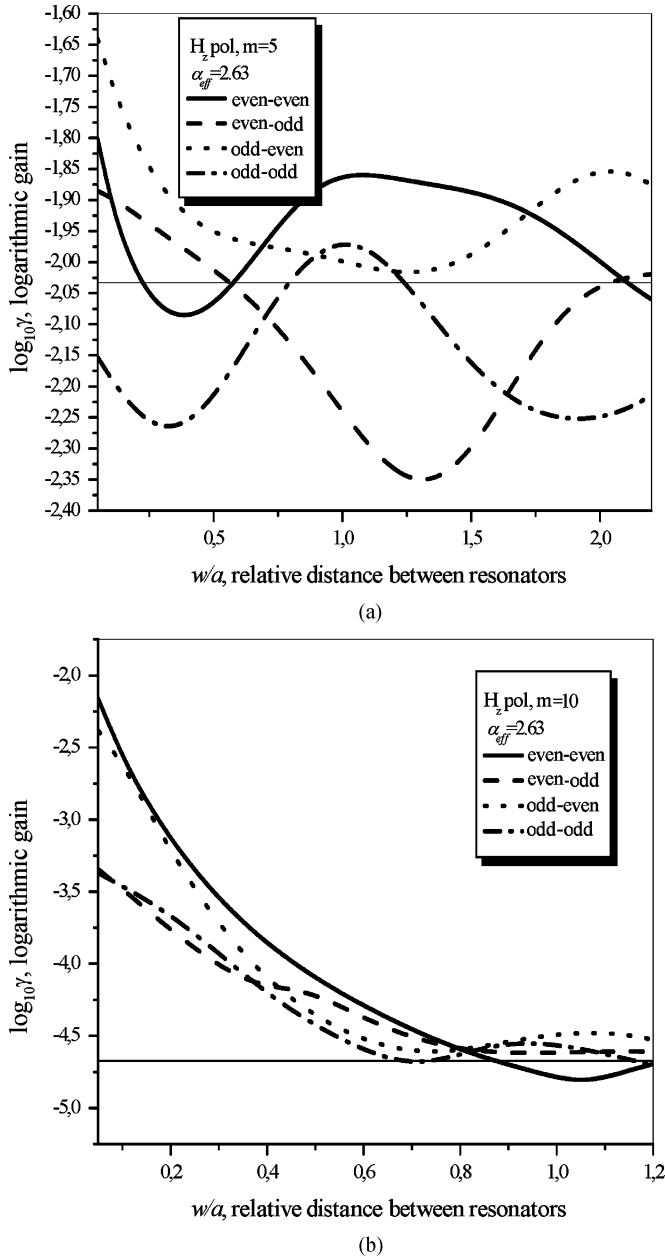 -1,60
-1,65
-1,70
-1,75
-1,80
-1,85
-1,90
-1,95
-2,00
-2,05
-2,10
-2,15
-2,20
-2,25
-2,30
-2,35
-2,40
log10γ, logarithmic gain
Hz pol, m=5
αeff=2.63
even-even
even-odd
odd-even
odd-odd
0,5 1,0 1,5 2,0
w/a, relative distance between resonators
(a)
-2,0
-2,5
-3,0
-3,5
-4,0
-4,5
-5,0
log10γ, logarithmic gain
Hz pol, m=10
αeff=2.63
even-even
even-odd
odd-even
odd-odd
0,2 0,4 0,6 0,8 1,0 1,2
w/a, relative distance between resonators
(b)